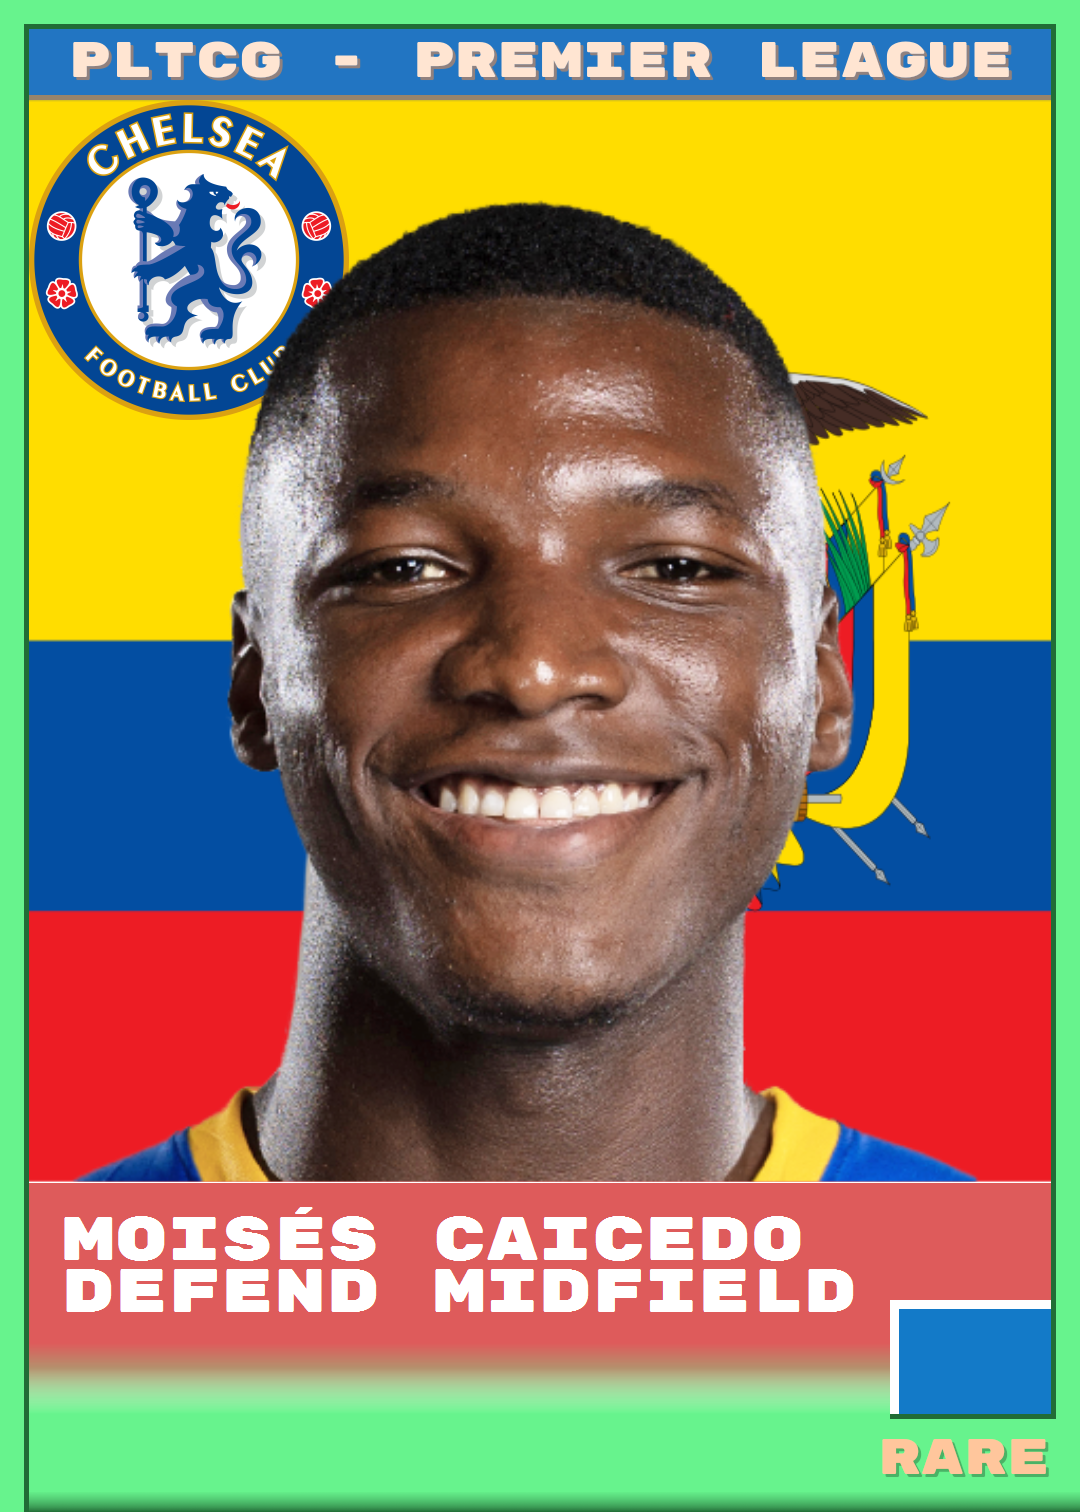 PLTCG - PREMIER LEAGUE
CHELSEA
FOOTBALL CLUB
MOISÉS CAICEDO
DEFEND MIDFIELD
RARE